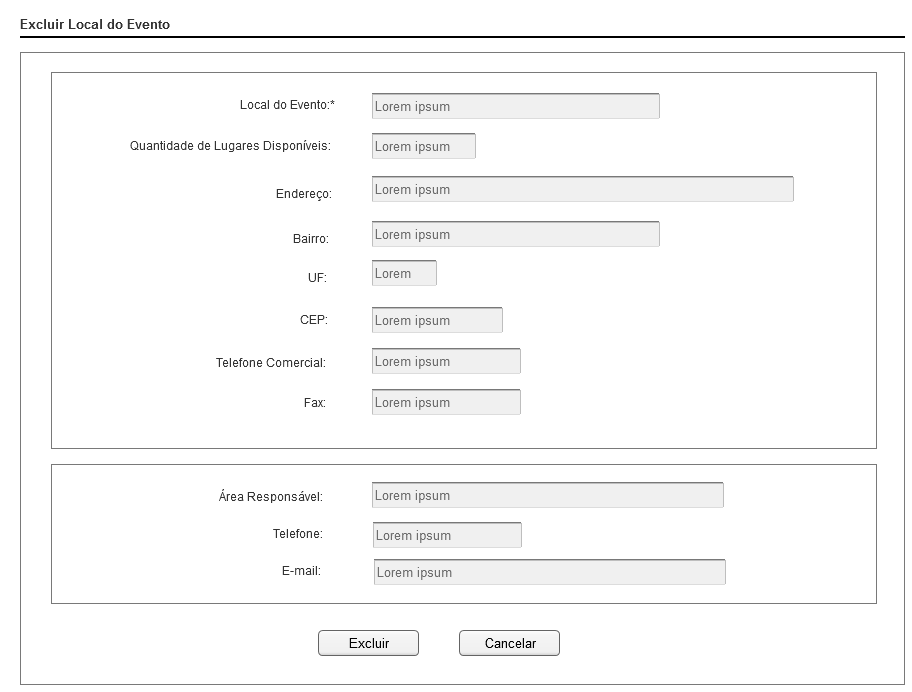 Excluir Local do Evento
Local do Evento:* Lorem ipsum
Quantidade de Lugares Disponíveis: Lorem ipsum
Endereço: Lorem ipsum
Bairro: Lorem ipsum
UF: Lorem
CEP: Lorem ipsum
Telefone Comercial: Lorem ipsum
Fax: Lorem ipsum
Área Responsável: Lorem ipsum
Telefone: Lorem ipsum
E-mail: Lorem ipsum
Excluir Cancelar